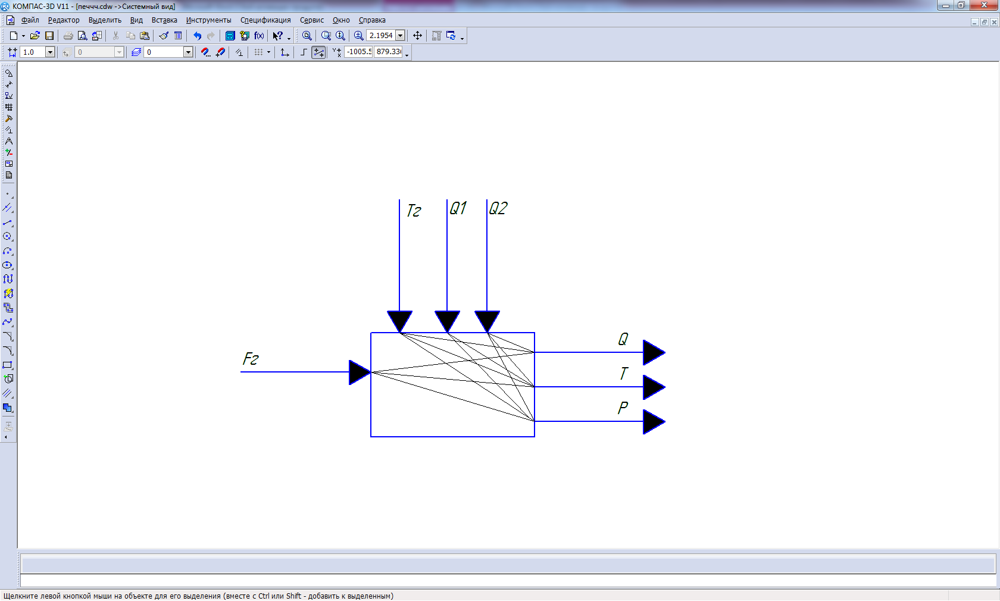 КОМПАС-3D V11 - [печчч.cdw ->Системный вид]
Файл Редактор Выделить Вид Вставка Инструменты Спецификация Сервис Окно Справка
f(x) 2.1954
1.0 0 0 -1005.5 879.33
Tг Q1 Q2
Q
Fг
T
P
Щелкните левой кнопкой мыши на объекте для его выделения (вместе с Ctrl или Shift - добавить к выделенным)